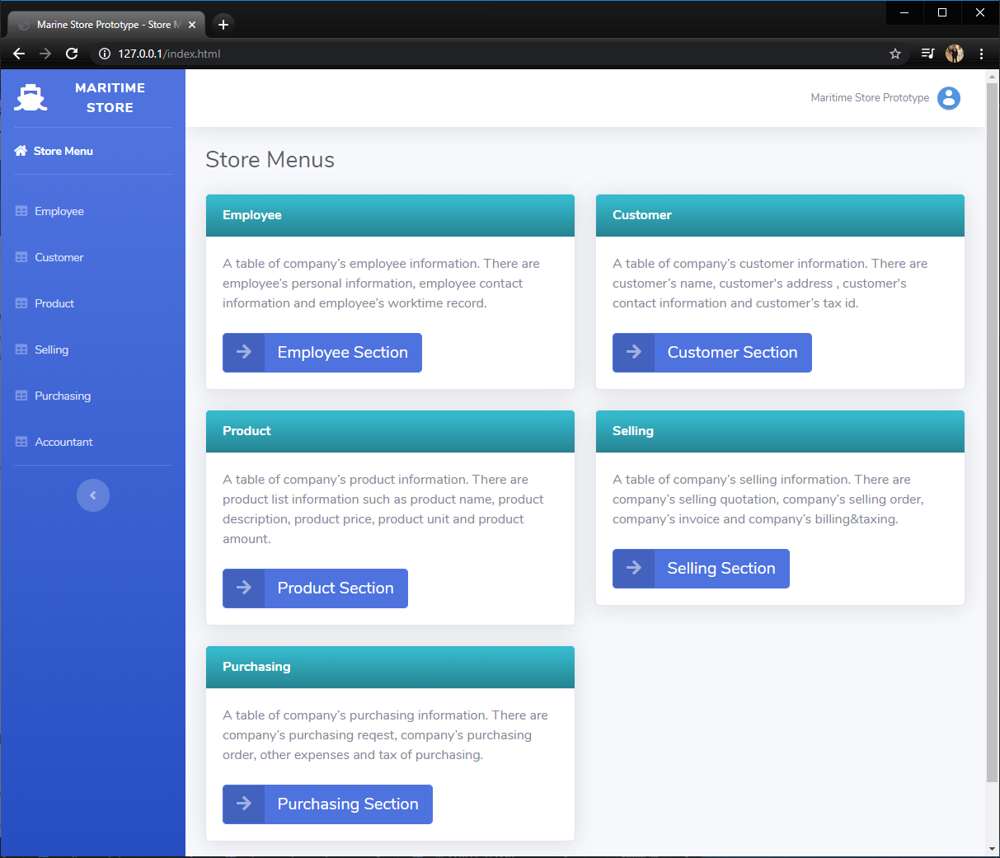 Marine Store Prototype - Store M
127.0.0.1/index.html
MARITIME
STORE
Maritime Store Prototype
Store Menu
Employee
Customer
Product
Selling
Purchasing
Accountant
Store Menus
Employee
A table of company’s employee information. There are
employee’s personal information, employee contact
information and employee’s worktime record.
Employee Section
Customer
A table of company’s customer information. There are
customer’s name, customer's address , customer's
contact information and customer’s tax id.
Customer Section
Product
A table of company’s product information. There are
product list information such as product name, product
description, product price, product unit and product
amount.
Product Section
Selling
A table of company’s selling information. There are
company’s selling quotation, company’s selling order,
company’s invoice and company’s billing&taxing.
Selling Section
Purchasing
A table of company’s purchasing information. There are
company’s purchasing reqest, company’s purchasing
order, other expenses and tax of purchasing.
Purchasing Section